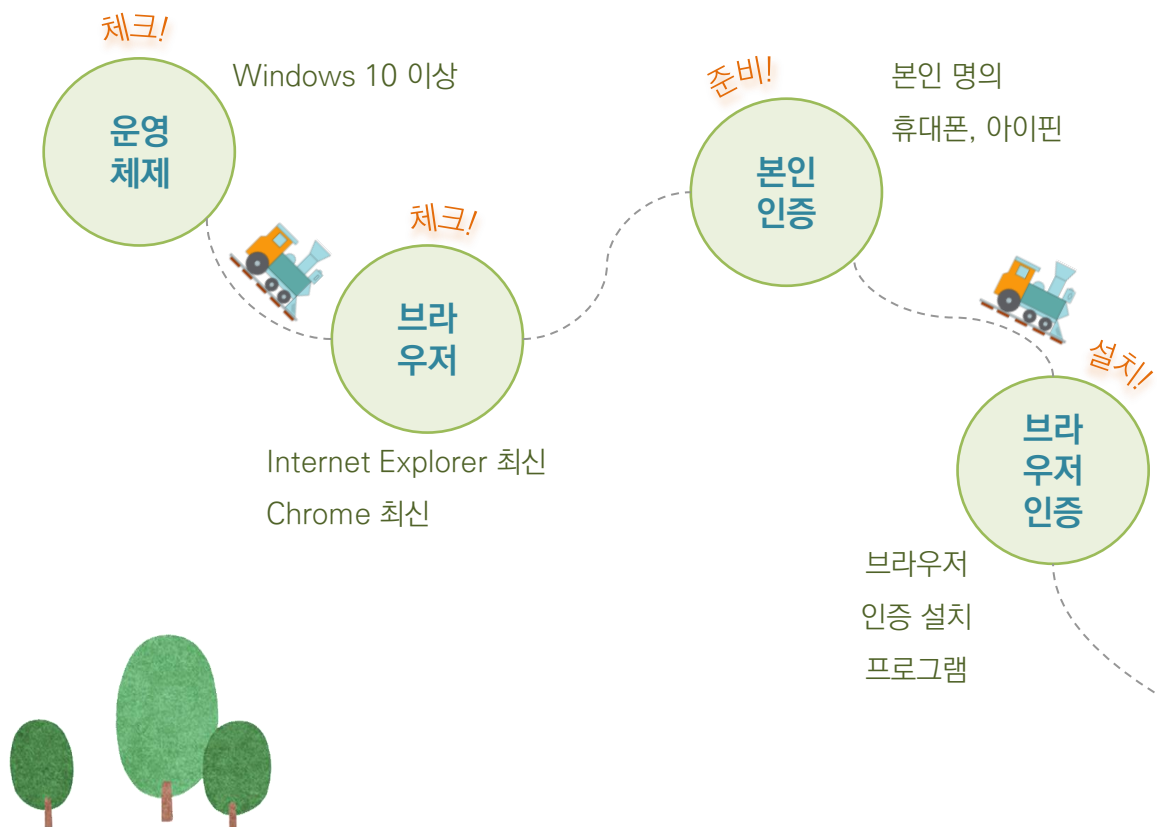 체크!
운영
체제
Windows 10 이상
체크!
브라
우저
Internet Explorer 최신
Chrome 최신
준비!
본인
인증
본인 명의
휴대폰, 아이핀
설치!
브라
우저
인증
브라우저
인증 설치
프로그램